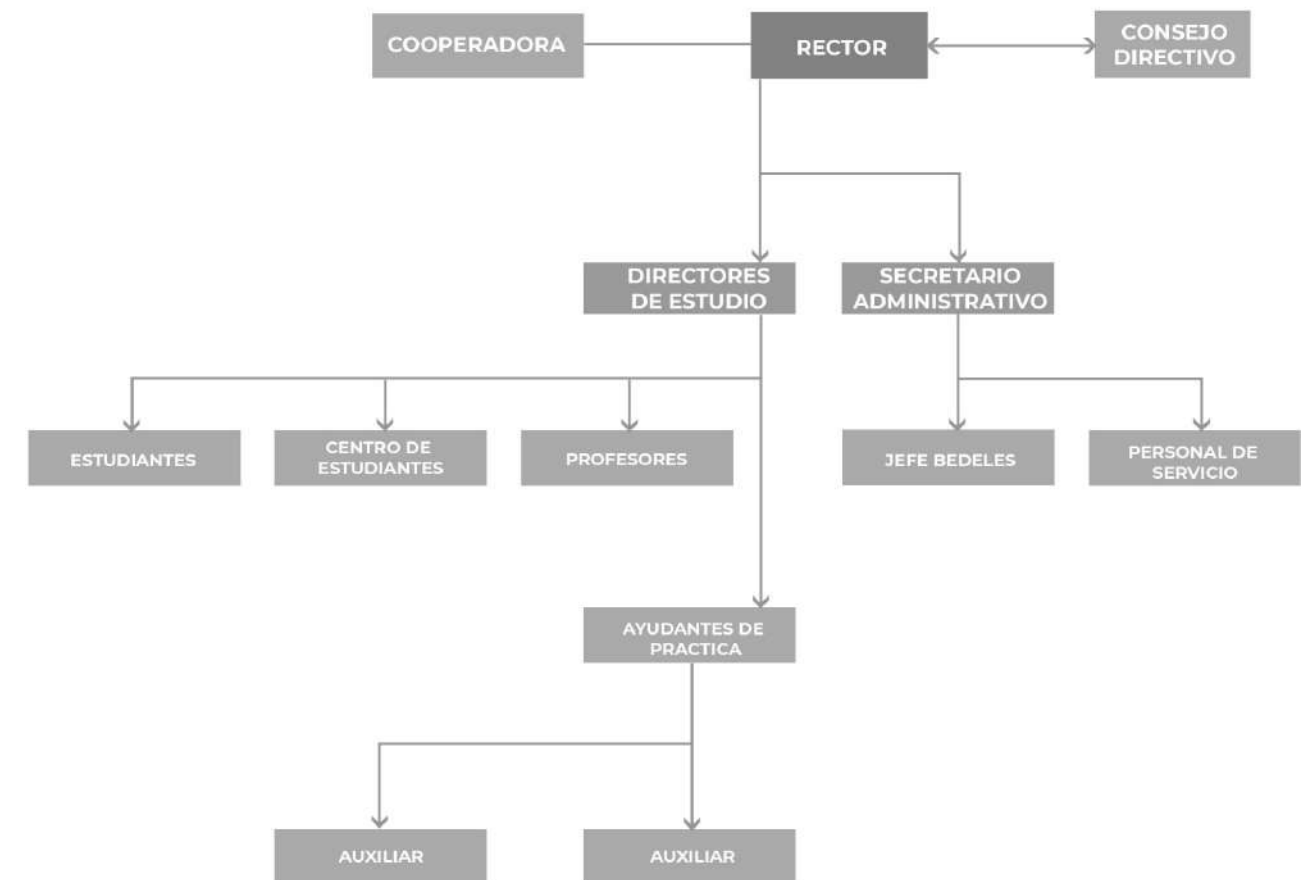 COOPERADORA
RECTOR
CONSEJO
DIRECTIVO
DIRECTORES
DE ESTUDIO
SECRETARIO
ADMINISTRATIVO
ESTUDIANTES
CENTRO DE
ESTUDIANTES
PROFESORES
JEFE BEDELES
PERSONAL DE
SERVICIO
AYUDANTES DE
PRACTICA
AUXILIAR
AUXILIAR